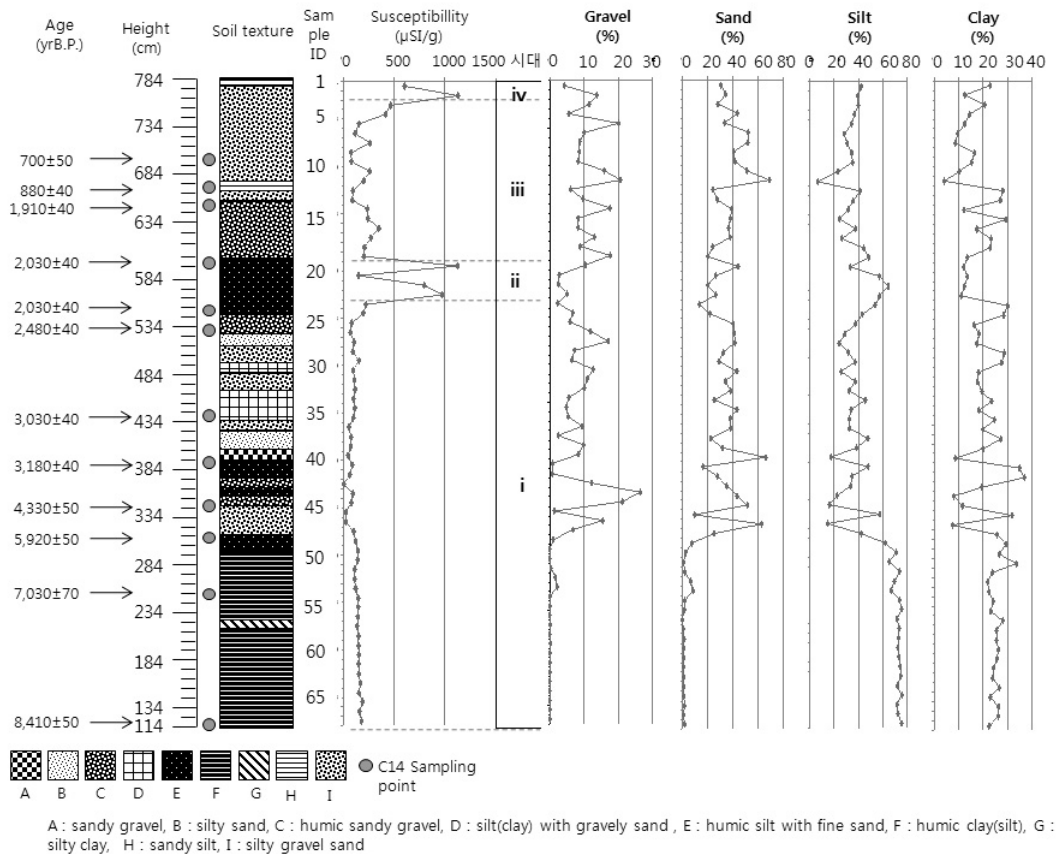 Age
(yrB.P.)
Height
(cm)
Soil texture
Sam
ple
ID
Susceptibillity
(μSI/g)
Gravel
(%)
Sand
(%)
Silt
(%)
Clay
(%)
0 500 1000 1500 시대 0 10 20 30 0 20 40 60 80 0 20 40 60 80 0 10 20 30 40
784
734
684
634
584
534
484
434
384
334
284
234
184
134
114
700±50
880±40
1,910±40
2,030±40
2,030±40
2,480±40
3,030±40
3,180±40
4,330±50
5,920±50
7,030±70
8,410±50
1
5
10
15
20
25
30
35
40
45
50
55
60
65
iv
iii
ii
i
A B C D E F G H I
C14 Sampling
point
A : sandy gravel, B : silty sand, C : humic sandy gravel, D : silt(clay) with gravely sand , E : humic silt with fine sand, F : humic clay(silt), G :
silty clay, H : sandy silt, I : silty gravel sand